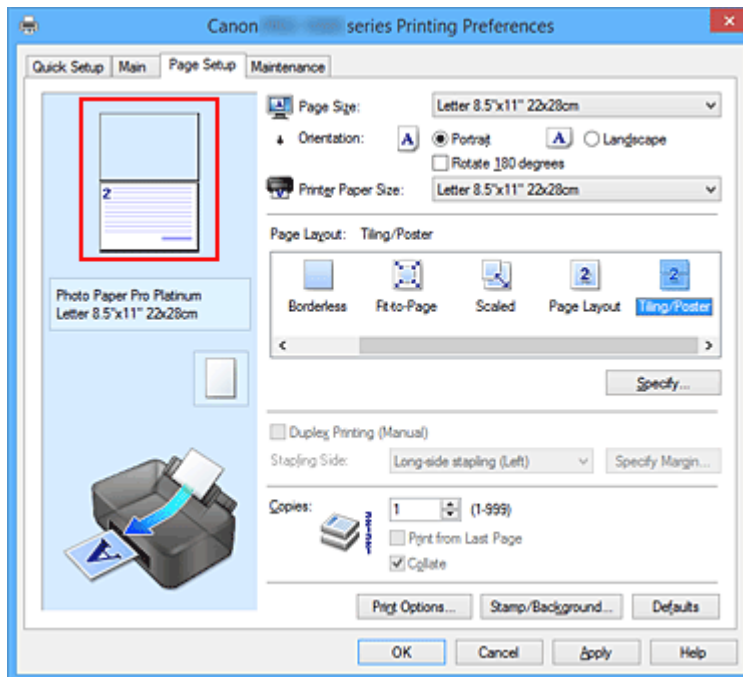 Canon series Printing Preferences
Quick Setup Main Page Setup Maintenance
2
Photo Paper Pro Platinum
Letter 8.5"x11" 22x28cm
A
Page Size: Letter 8.5"x11" 22x28cm
Orientation: A Portrait A Landscape
Rotate 180 degrees
Printer Paper Size: Letter 8.5"x11" 22x28cm
Page Layout: Tiling/Poster
2 2
Borderless Fit-to-Page Scaled Page Layout Tiling/Poster
Specify...
Duplex Printing (Manual)
Stapling Side: Long-side stapling (Left) Specify Margin...
Copies: 1 (1-999)
Print from Last Page
Collate
Print Options... Stamp/Background... Defaults
OK Cancel Apply Help